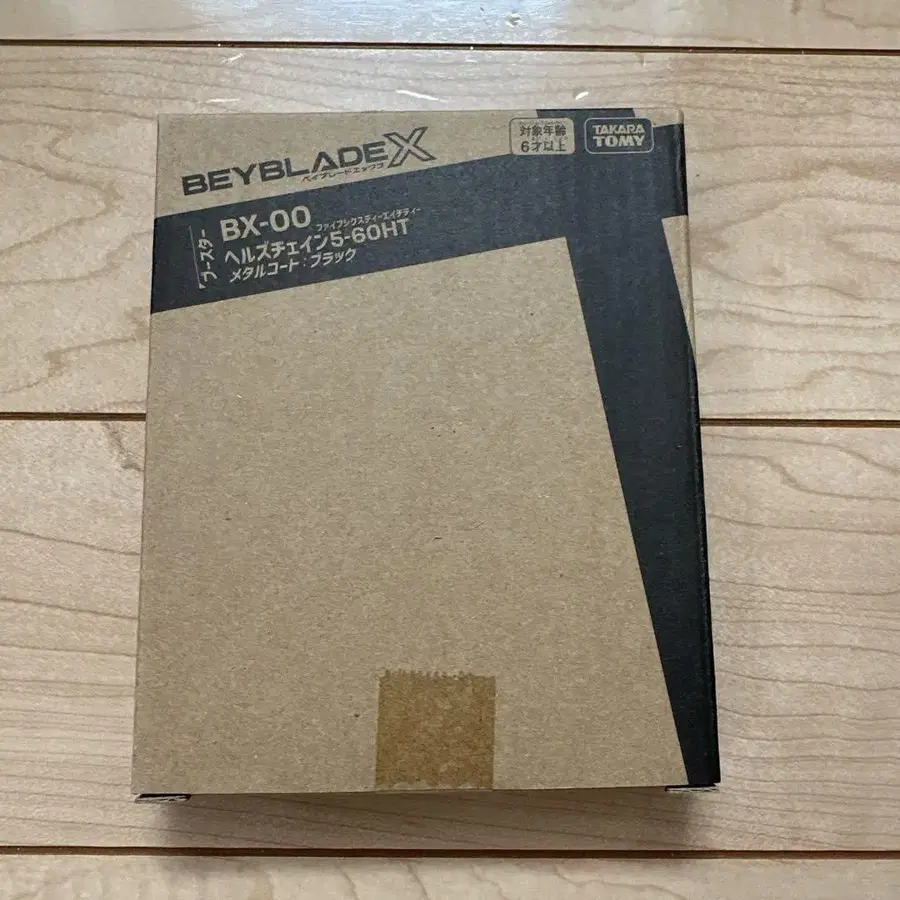 BEYBLADE X
ベイブレードエックス
対象年齢
6才以上
TAKARA
TOMY
ブースター
BX-00
ファイブシックスティーエイチティー
ヘルズチェイン5-60HT
メタルコート:ブラック